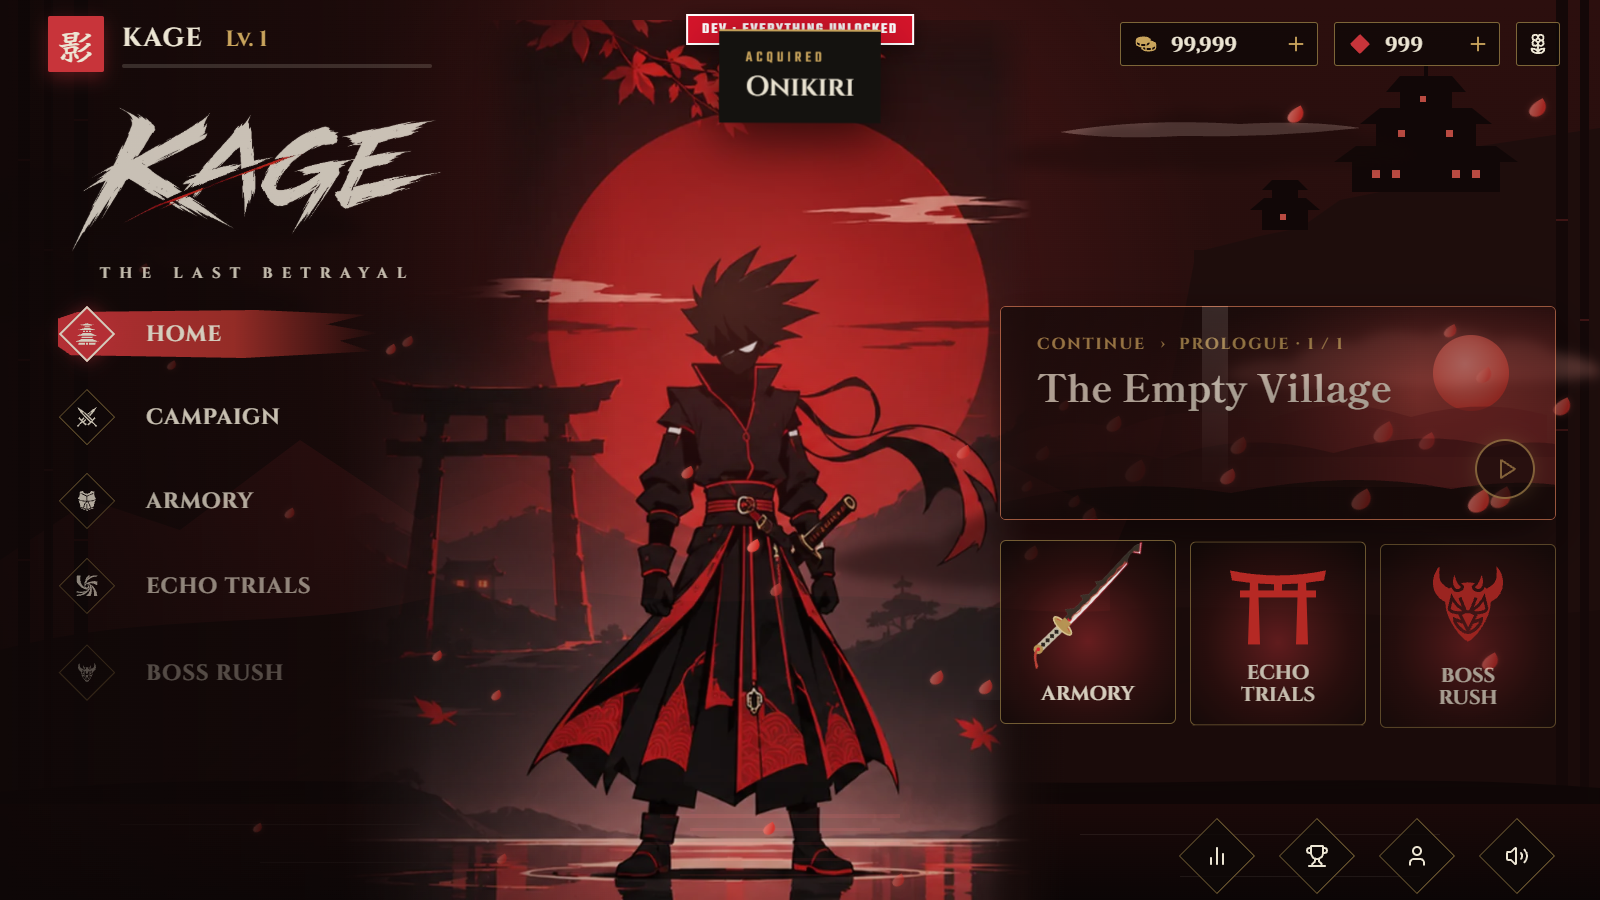 影
KAGE Lv. 1
DEV · EVERYTHING UNLOCKED
ACQUIRED
ONIKIRI
99,999
999
KAGE
THE LAST BETRAYAL
HOME
CAMPAIGN
ARMORY
ECHO TRIALS
BOSS RUSH
CONTINUE › PROLOGUE · 1 / 1
The Empty Village
ARMORY
ECHO
TRIALS
BOSS
RUSH